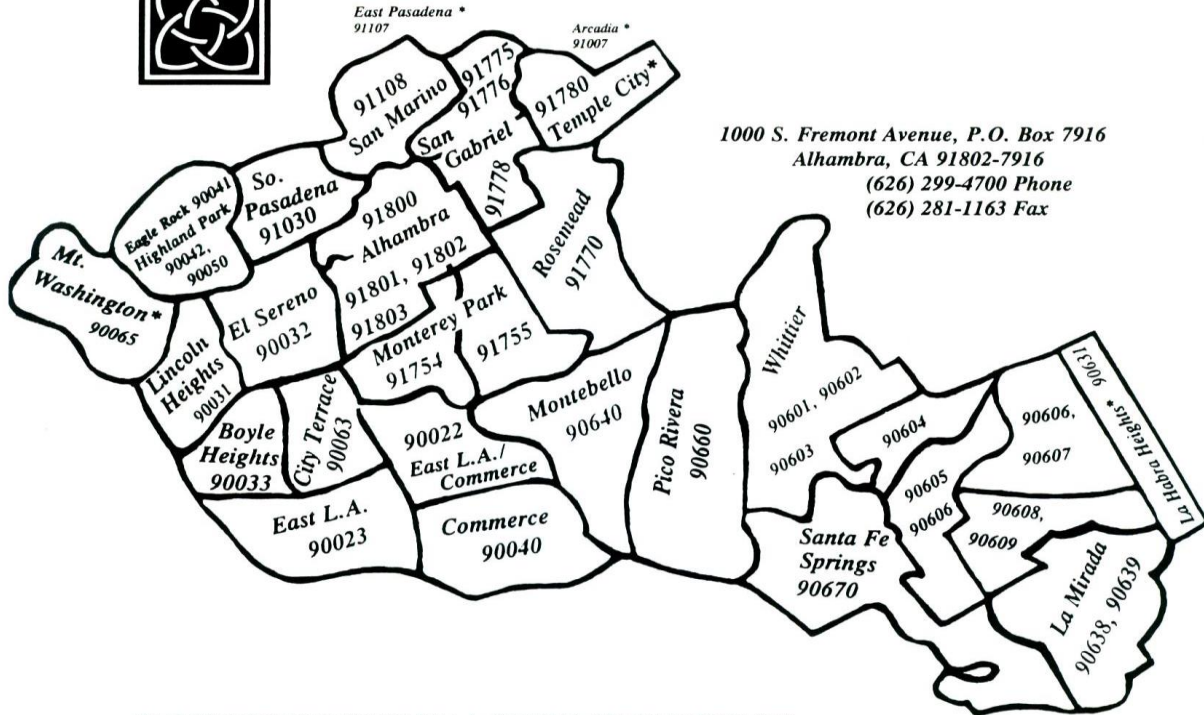 East Pasadena *
91107
Arcadia *
91007
91108
San Marino
91775
91776
San
Gabriel
91778
91780
Temple City*
1000 S. Fremont Avenue, P.O. Box 7916
Alhambra, CA 91802-7916
(626) 299-4700 Phone
(626) 281-1163 Fax
Eagle Rock 90041
Highland Park
90042,
90050
So.
Pasadena
91030
91800
Alhambra
91801, 91802
91803
Rosemead
91770
Mt.
Washington*
90065
El Sereno
90032
Lincoln
Heights
90031
Monterey Park
91754
91755
Boyle
Heights
90033
City Terrace
90063
90022
East L.A./
Commerce
Montebello
90640
Pico Rivera
90660
Whittier
90601, 90602
90603
90604
90605
90606
90606,
90607
90608,
90609
La Habra Heights*
90631
East L.A.
90023
Commerce
90040
Santa Fe
Springs
90670
La Mirada
90638, 90639